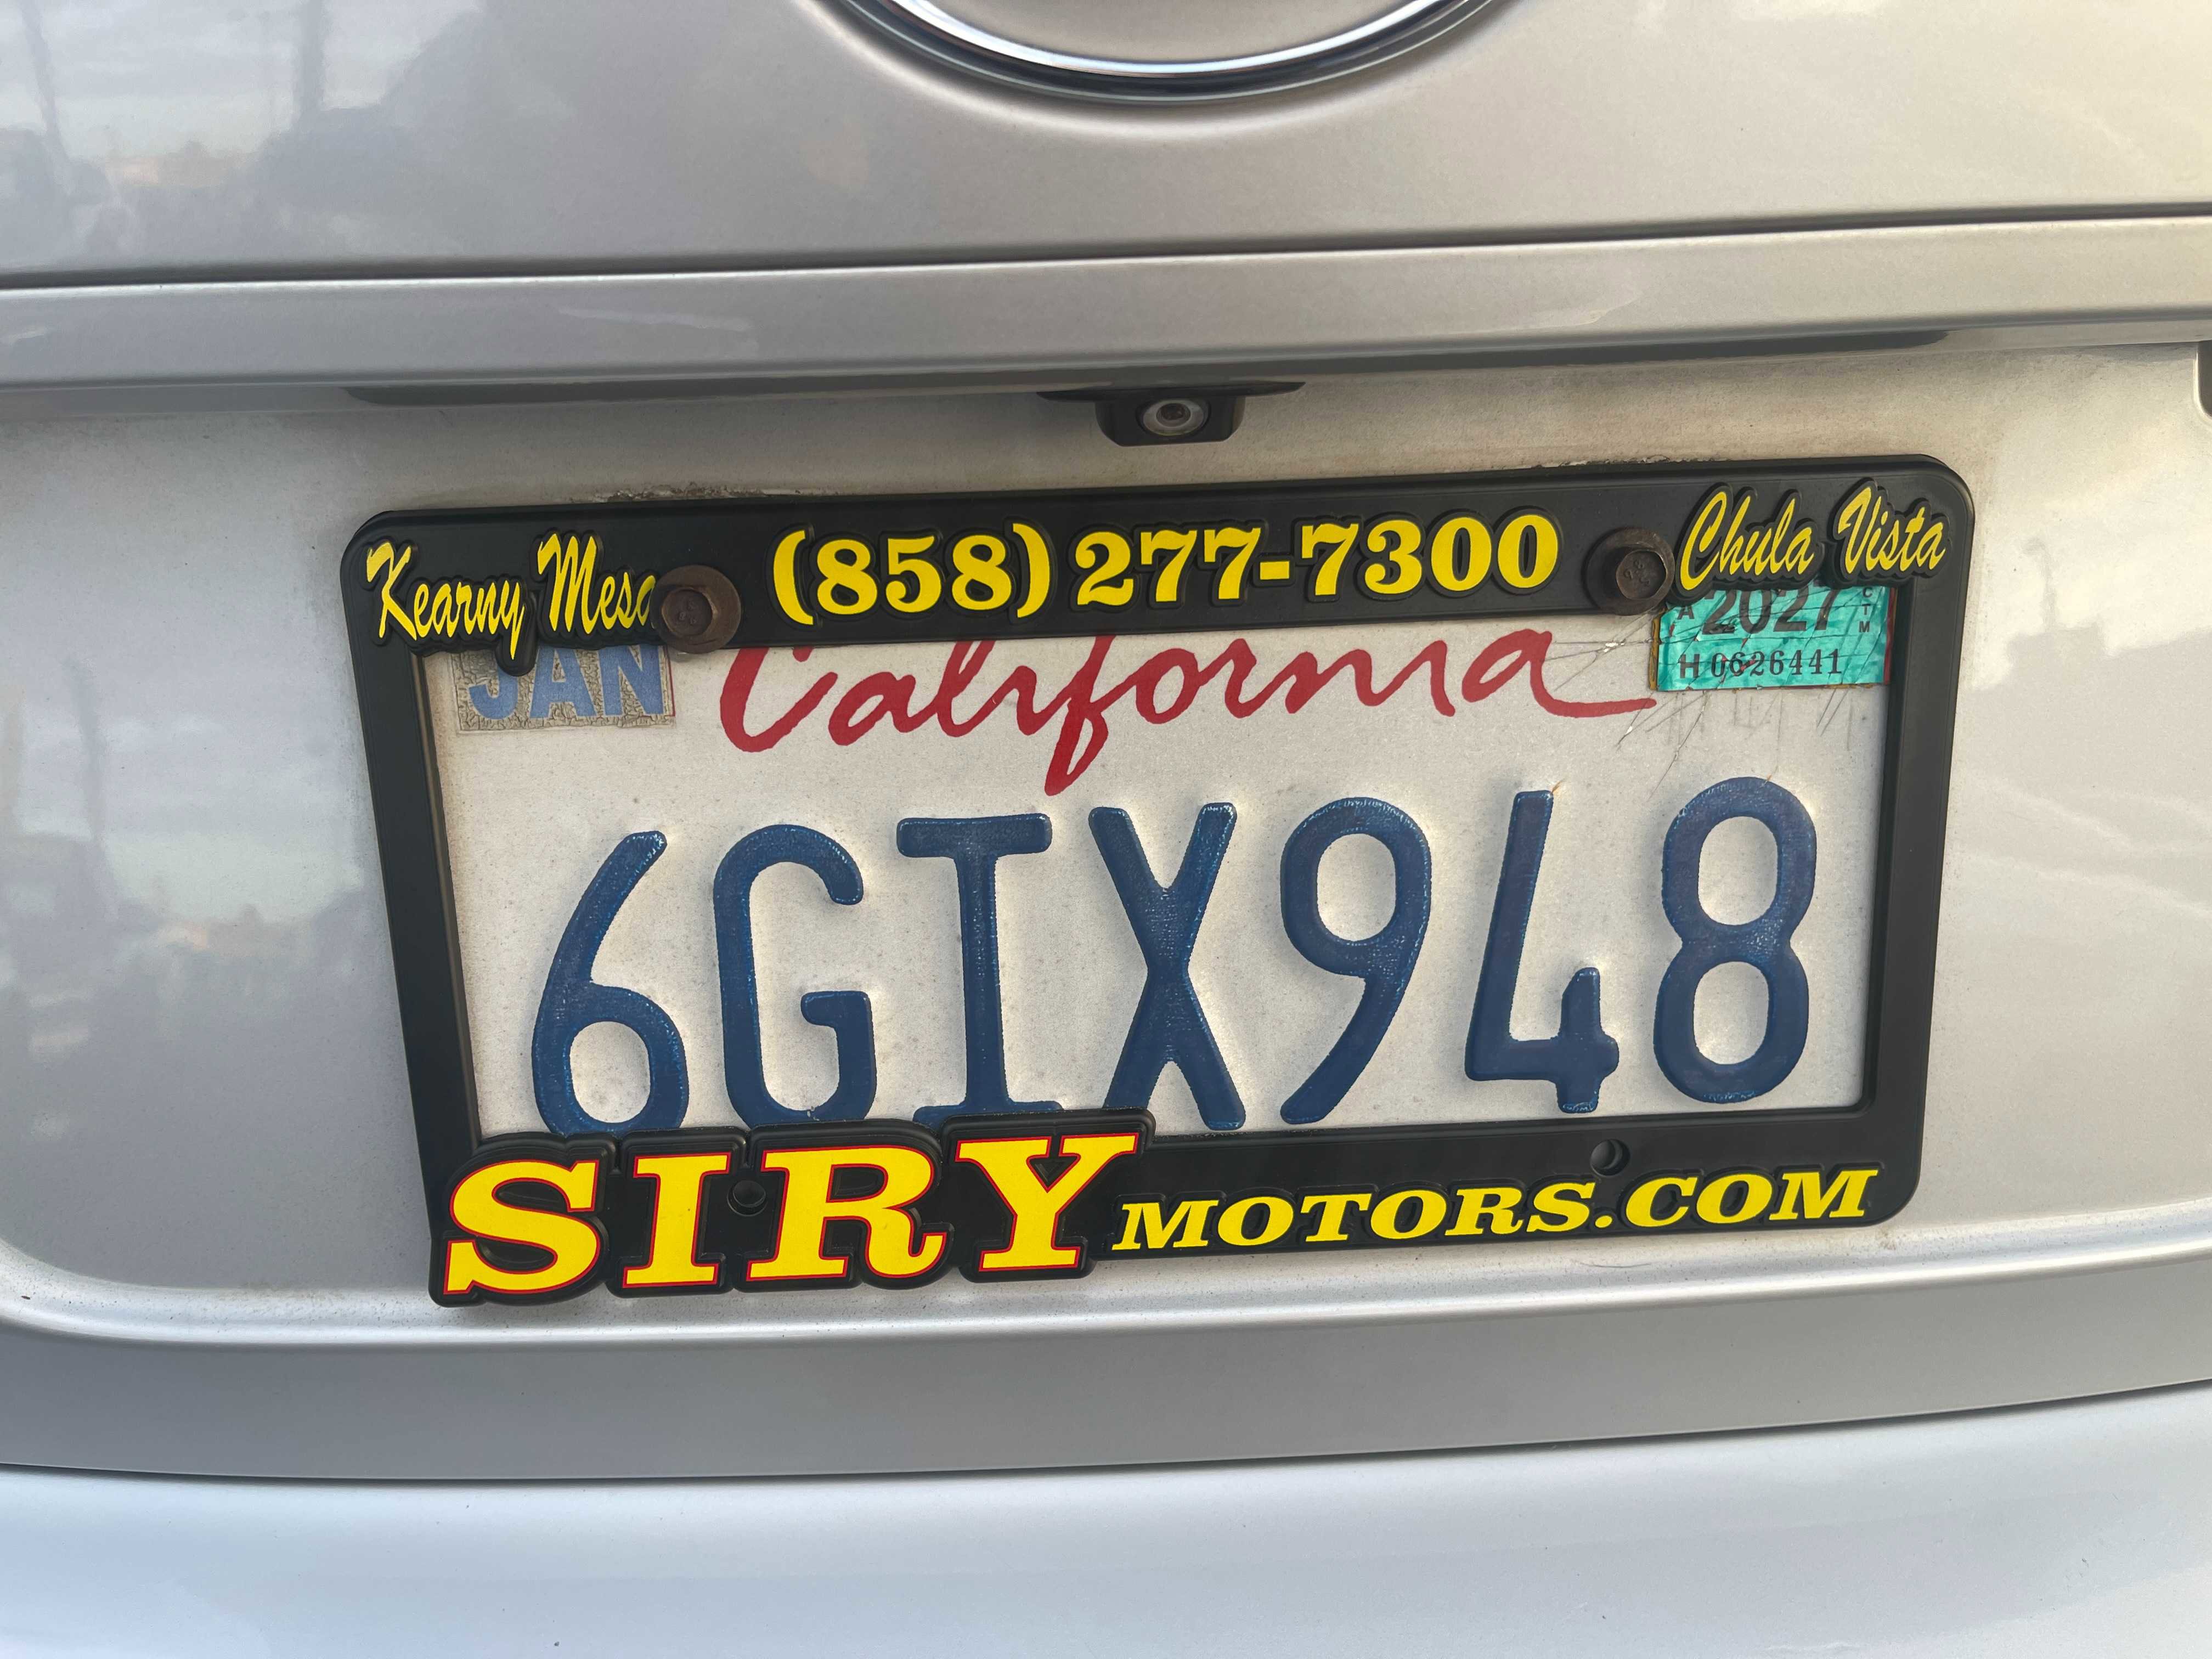 Kearny Mesa (858) 277-7300 Chula Vista
JAN California 2027
H0626441
6GIX948
SIRY MOTORS.COM